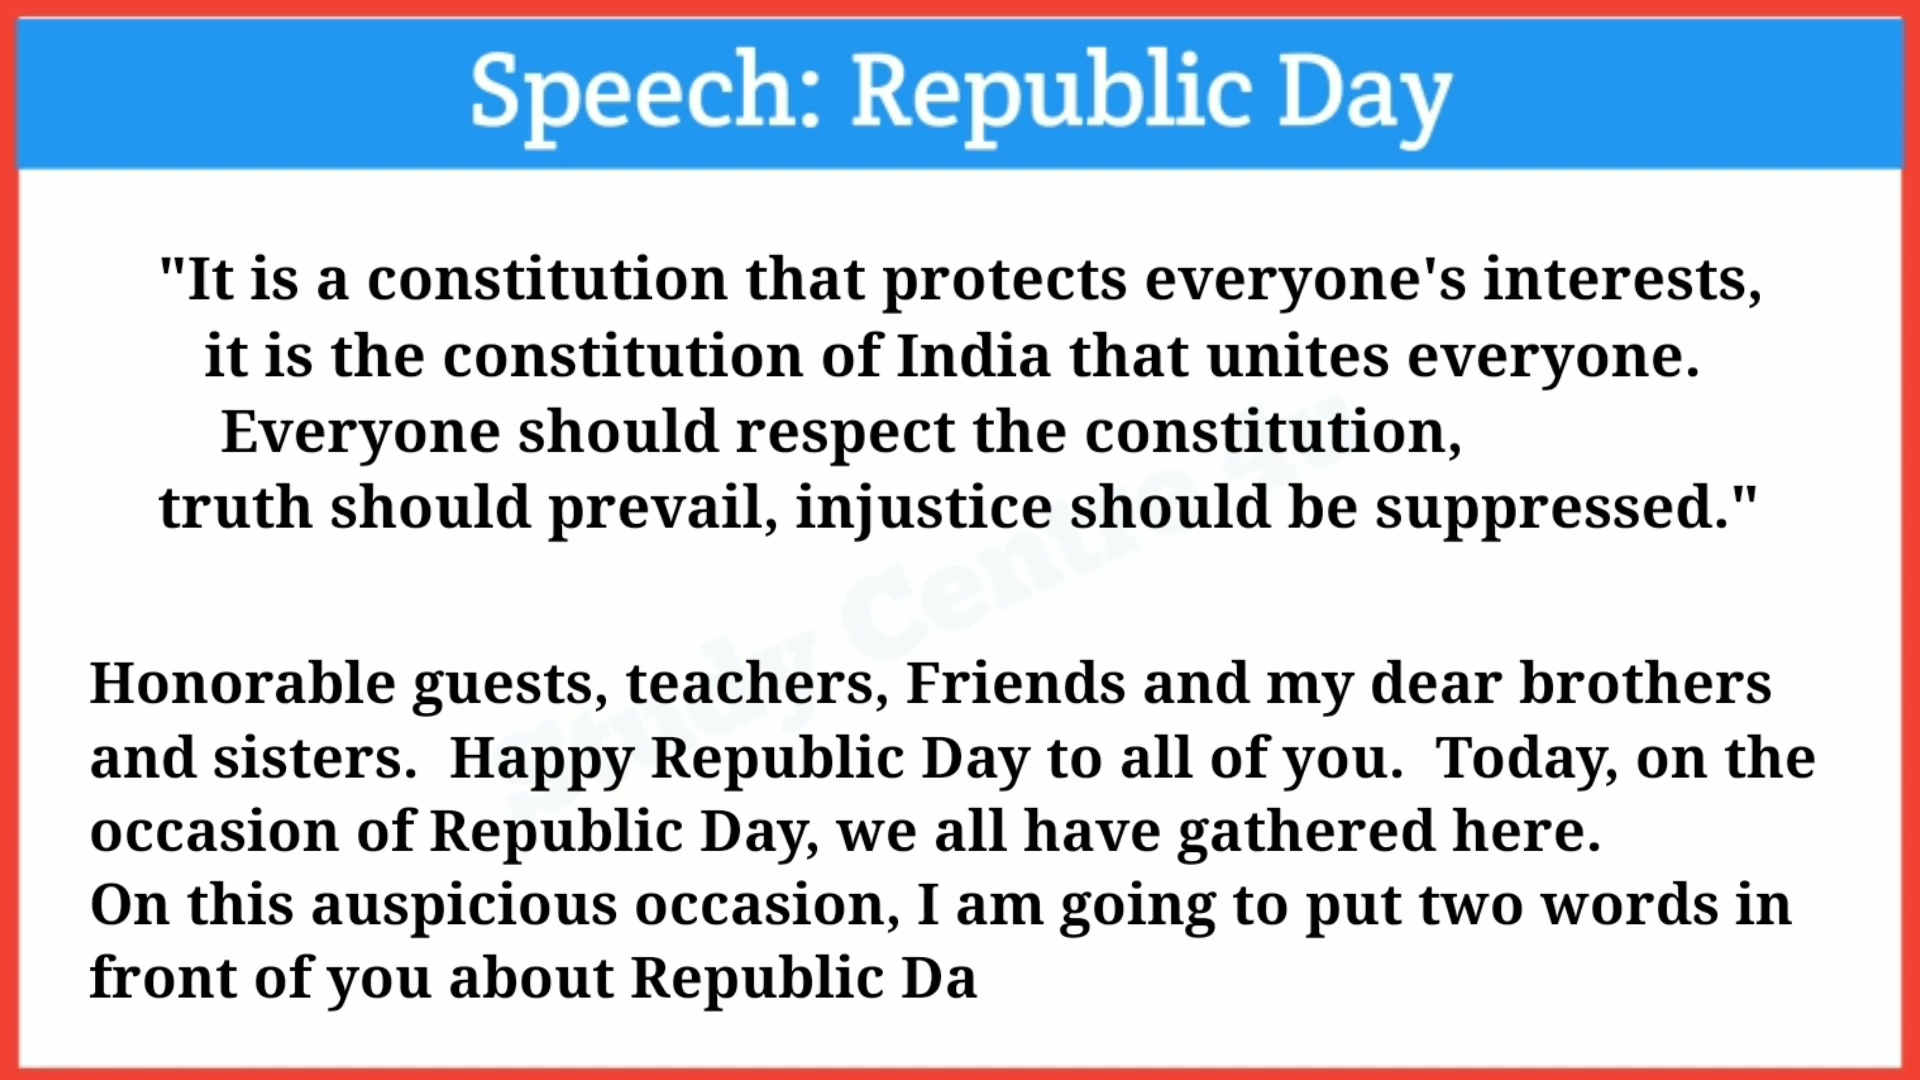 Speech: Republic Day
"It is a constitution that protects everyone's interests,
it is the constitution of India that unites everyone.
Everyone should respect the constitution,
truth should prevail, injustice should be suppressed."
Honorable guests, teachers, Friends and my dear brothers
and sisters.  Happy Republic Day to all of you.  Today, on the
occasion of Republic Day, we all have gathered here.
On this auspicious occasion, I am going to put two words in
front of you about Republic Da
Study Centre